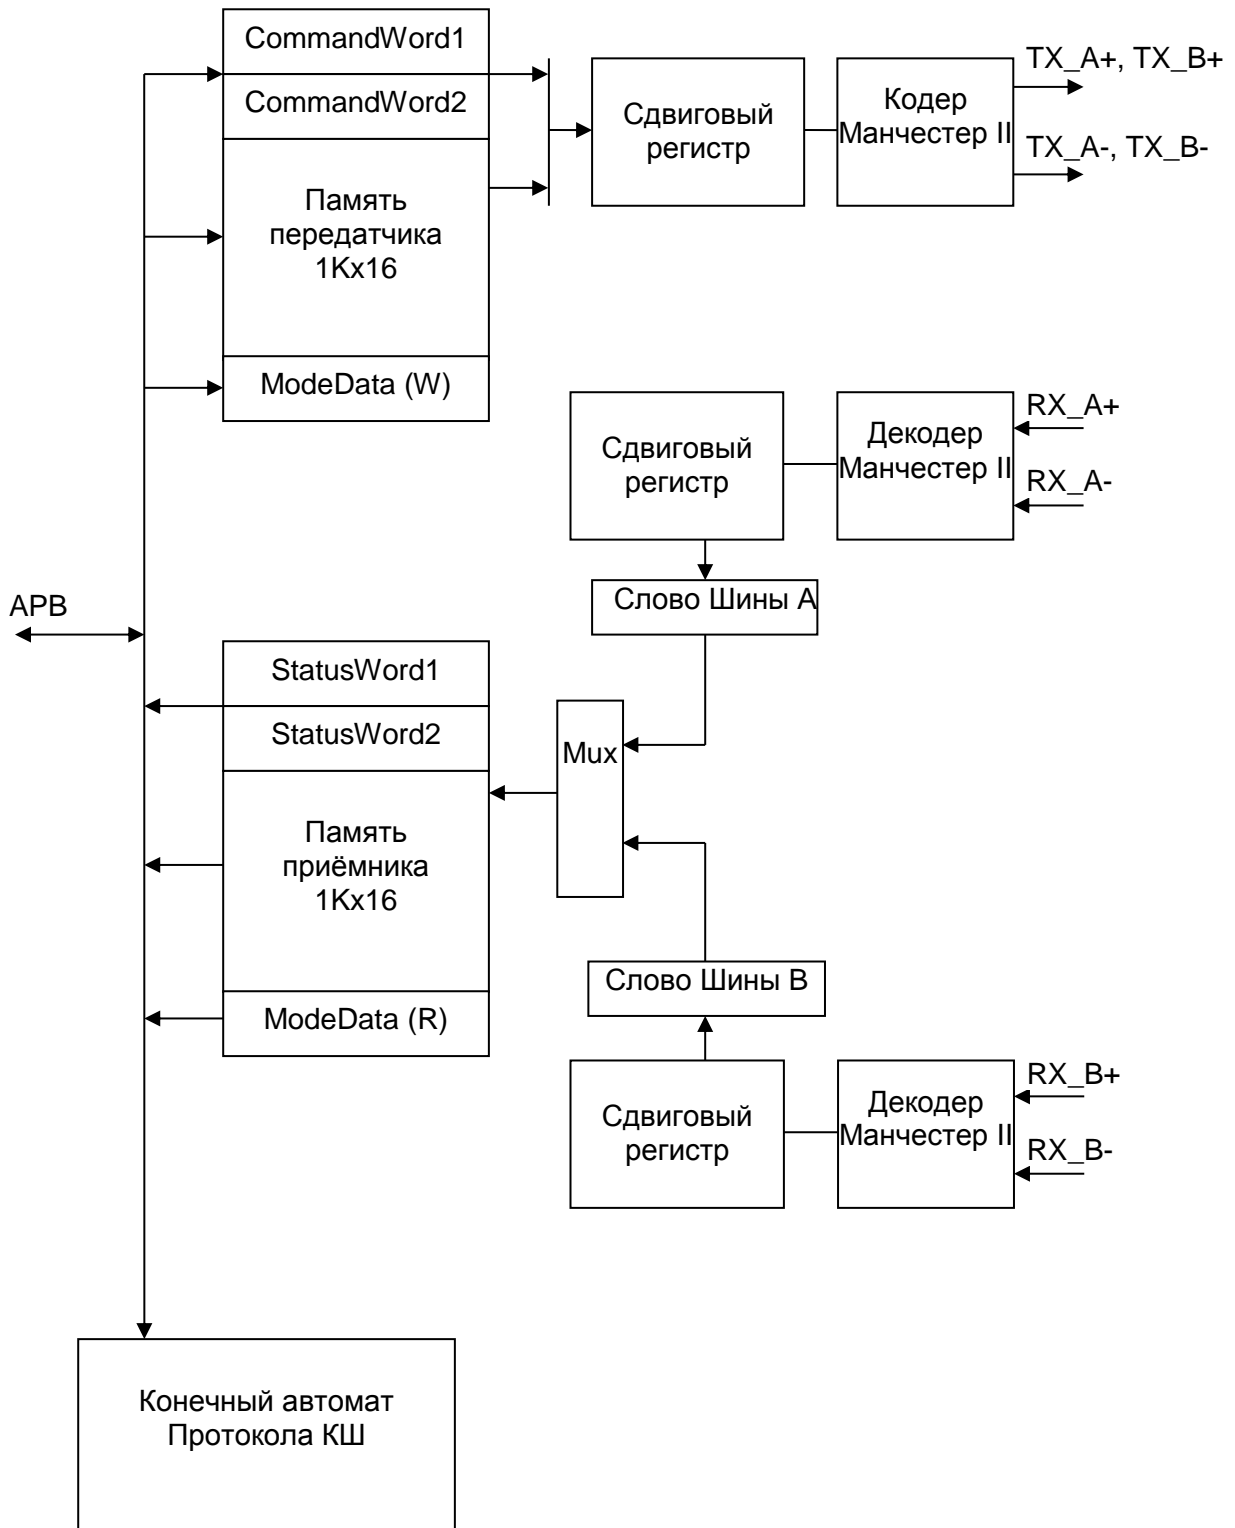 CommandWord1
CommandWord2
Память
передатчика
1Kx16
ModeData (W)
Сдвиговый
регистр
Кодер
Манчестер II
TX_A+, TX_B+
TX_A-, TX_B-
Сдвиговый
регистр
Декодер
Манчестер II
RX_A+
RX_A-
Слово Шины А
APB
StatusWord1
StatusWord2
Память
приёмника
1Kx16
ModeData (R)
Mux
Слово Шины В
Сдвиговый
регистр
Декодер
Манчестер II
RX_B+
RX_B-
Конечный автомат
Протокола КШ